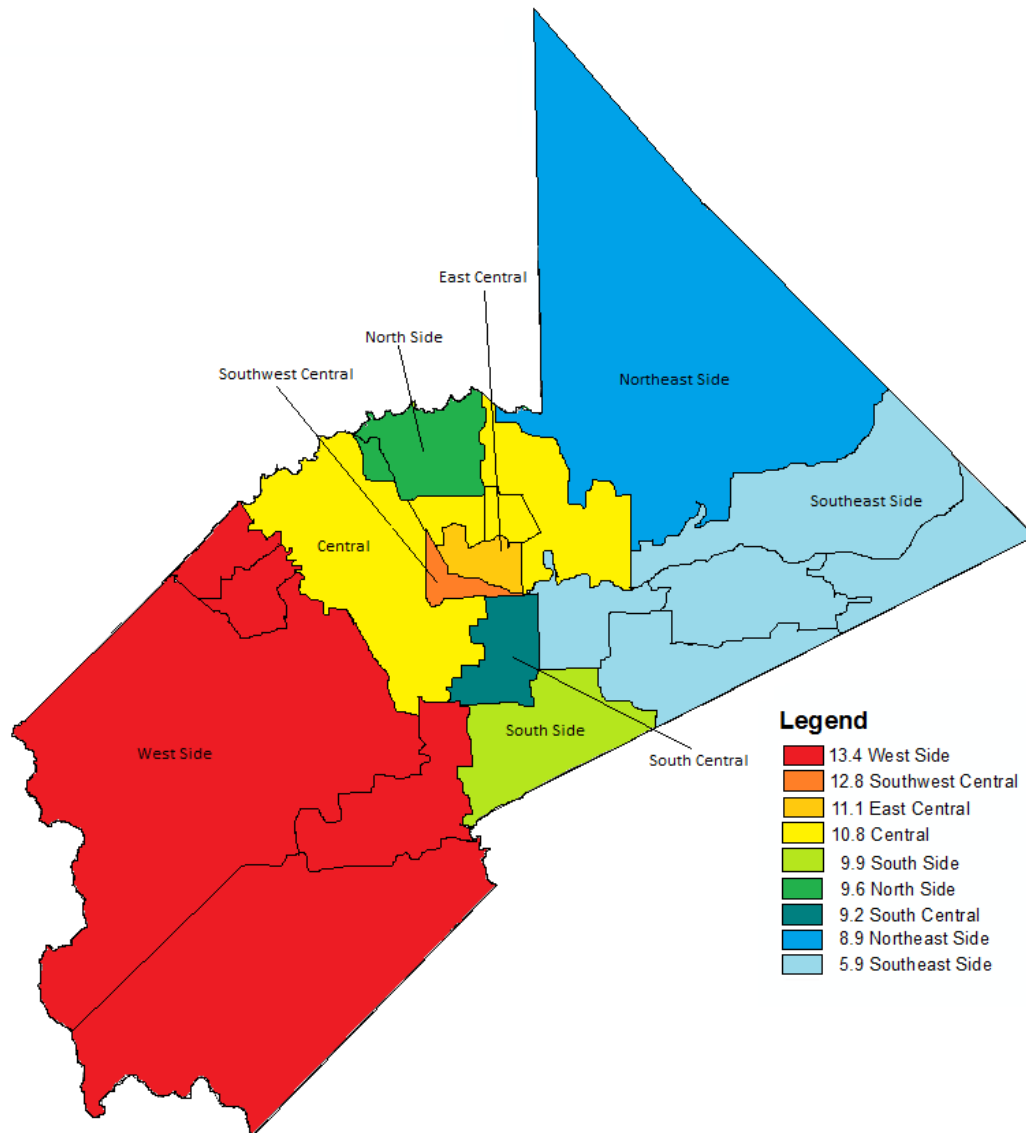 East Central
North Side
Southwest Central
Northeast Side
Southeast Side
Central
West Side
South Side
South Central
Legend
13.4 West Side
12.8 Southwest Central
11.1 East Central
10.8 Central
9.9 South Side
9.6 North Side
9.2 South Central
8.9 Northeast Side
5.9 Southeast Side